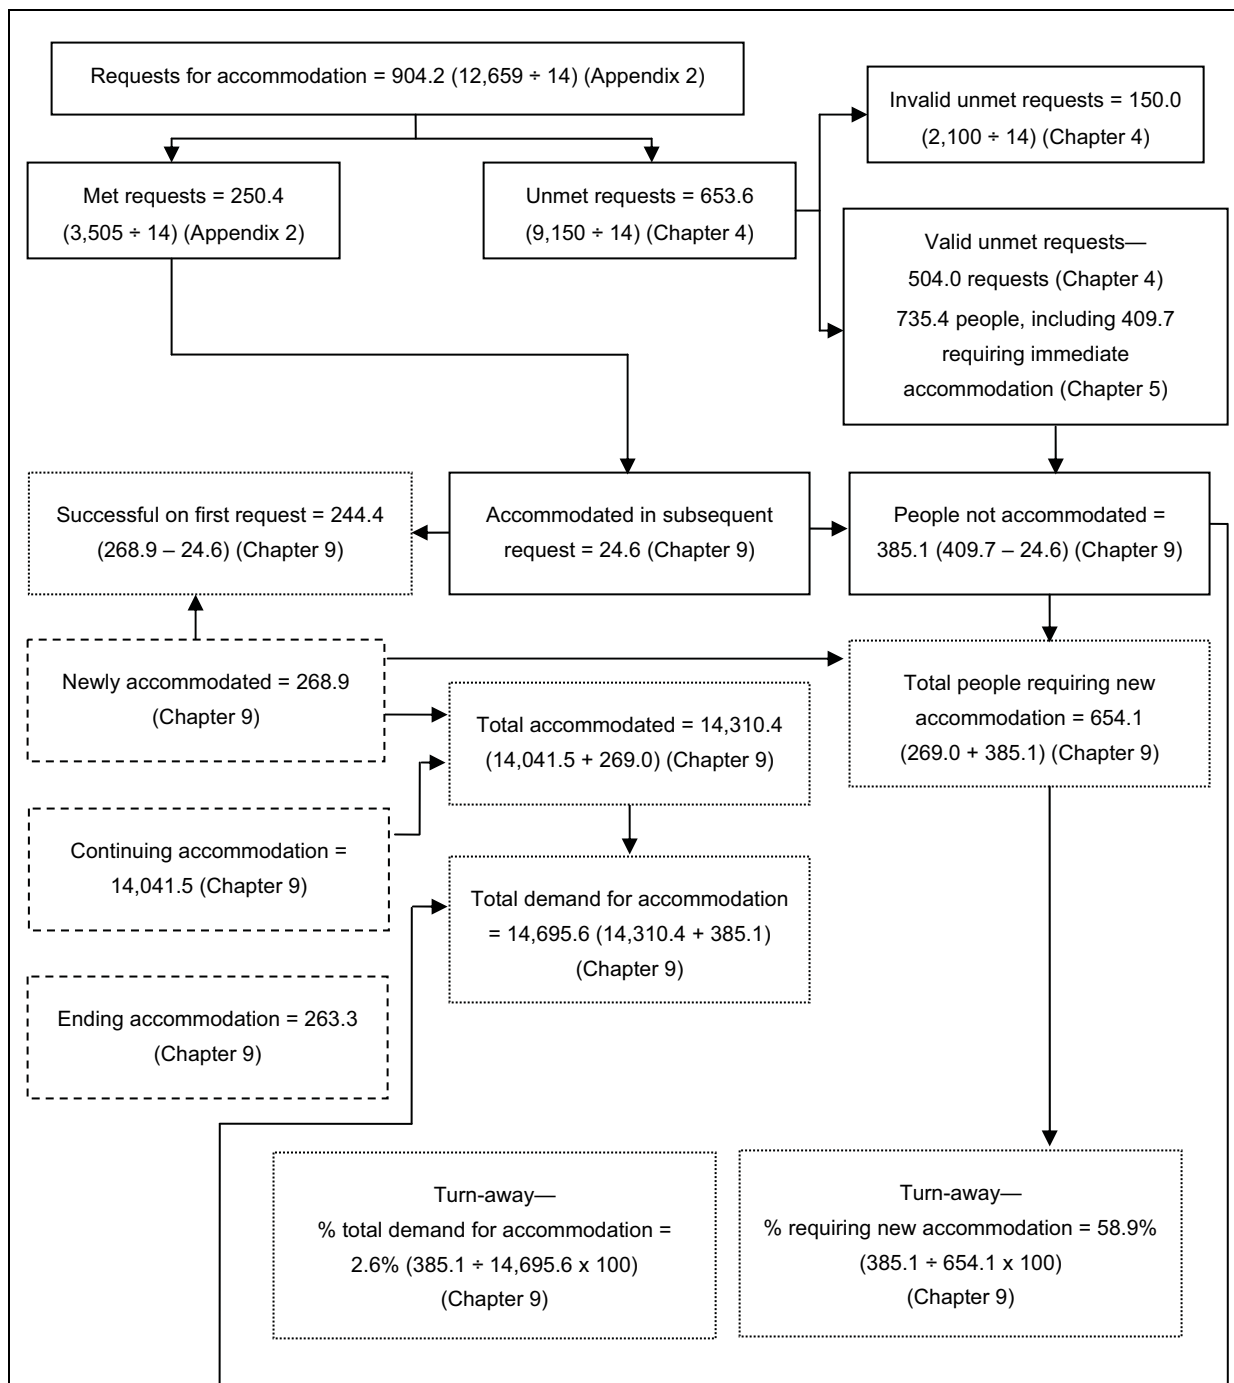 Requests for accommodation = 904.2 (12,659 ÷ 14) (Appendix 2)
Invalid unmet requests = 150.0
(2,100 ÷ 14) (Chapter 4)
Met requests = 250.4
(3,505 ÷ 14) (Appendix 2)
Unmet requests = 653.6
(9,150 ÷ 14) (Chapter 4)
Valid unmet requests—
504.0 requests (Chapter 4)
735.4 people, including 409.7
requiring immediate
accommodation (Chapter 5)
Successful on first request = 244.4
(268.9 – 24.6) (Chapter 9)
Accommodated in subsequent
request = 24.6 (Chapter 9)
People not accommodated =
385.1 (409.7 – 24.6) (Chapter 9)
Newly accommodated = 268.9
(Chapter 9)
Total accommodated = 14,310.4
(14,041.5 + 269.0) (Chapter 9)
Total people requiring new
accommodation = 654.1
(269.0 + 385.1) (Chapter 9)
Continuing accommodation =
14,041.5 (Chapter 9)
Total demand for accommodation
= 14,695.6 (14,310.4 + 385.1)
(Chapter 9)
Ending accommodation = 263.3
(Chapter 9)
Turn-away—
% total demand for accommodation =
2.6% (385.1 ÷ 14,695.6 x 100)
(Chapter 9)
Turn-away—
% requiring new accommodation = 58.9%
(385.1 ÷ 654.1 x 100)
(Chapter 9)